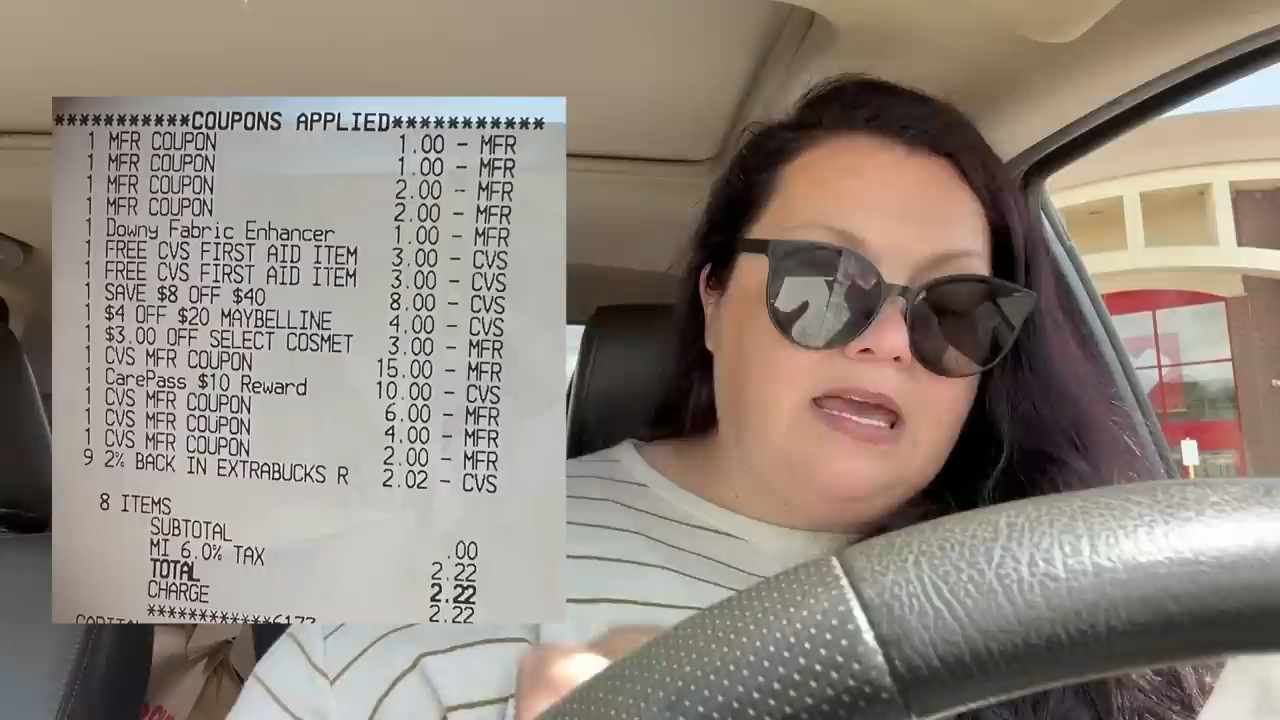 ***********COUPONS APPLIED***********
1 MFR COUPON 1.00 - MFR
1 MFR COUPON 1.00 - MFR
1 MFR COUPON 2.00 - MFR
1 MFR COUPON 2.00 - MFR
1 Downy Fabric Enhancer 1.00 - MFR
1 FREE CVS FIRST AID ITEM 3.00 - CVS
1 FREE CVS FIRST AID ITEM 3.00 - CVS
1 SAVE $8 OFF $40 8.00 - CVS
1 $4 OFF $20 MAYBELLINE 4.00 - CVS
1 $3.00 OFF SELECT COSMET 3.00 - MFR
1 CVS MFR COUPON 15.00 - MFR
1 CarePass $10 Reward 10.00 - CVS
1 CVS MFR COUPON 6.00 - MFR
1 CVS MFR COUPON 4.00 - MFR
1 CVS MFR COUPON 2.00 - MFR
9 2% BACK IN EXTRABUCKS R 2.02 - CVS
8 ITEMS
SUBTOTAL .00
MI 6.0% TAX 2.22
TOTAL 2.22
CHARGE 2.22